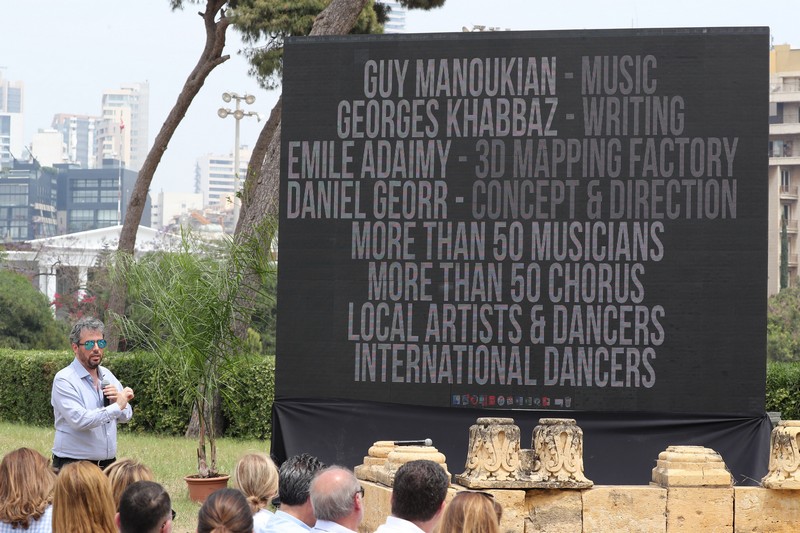 GUY MANOUKIAN - MUSIC
GEORGES KHABBAZ - WRITING
EMILE ADAIMY - 3D MAPPING FACTORY
DANIEL GEORR - CONCEPT & DIRECTION
MORE THAN 50 MUSICIANS
MORE THAN 50 CHORUS
LOCAL ARTISTS & DANCERS
INTERNATIONAL DANCERS